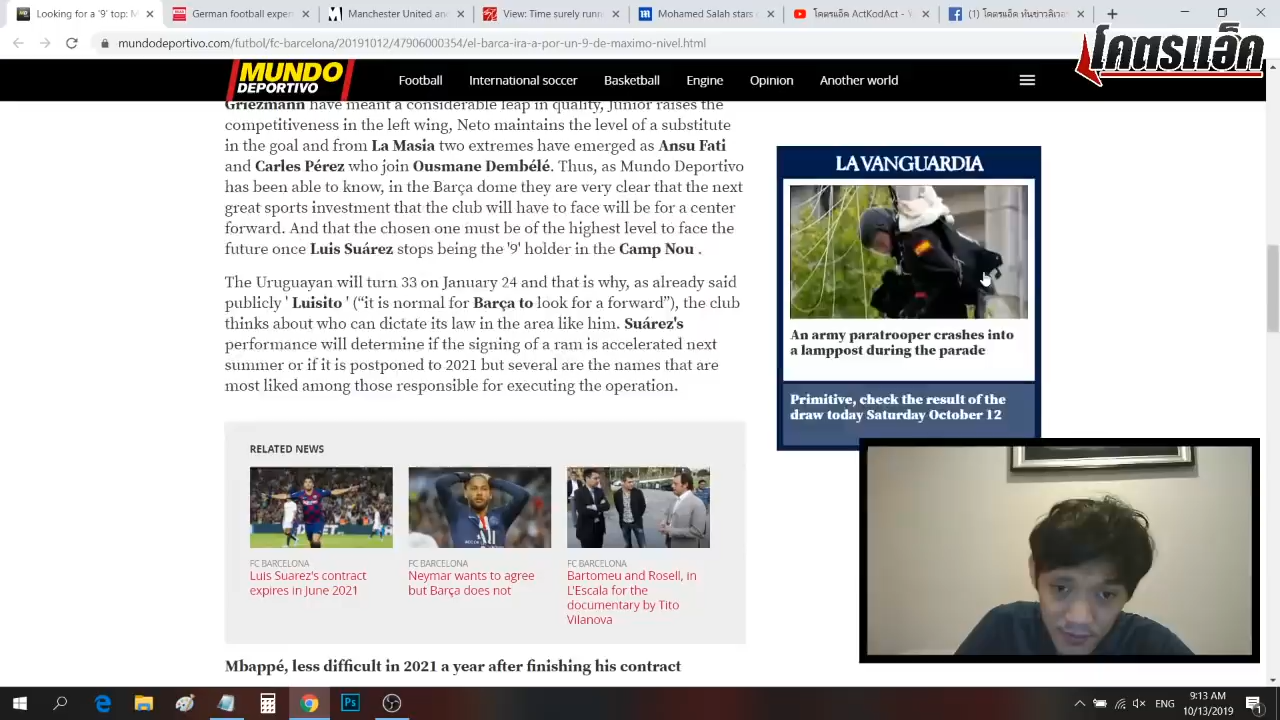 Looking for a '9' top: M
German football exper
Manchester United and
View: Time surely runn
Mohamed Salah stars
โคตรแอ็ค ActKodAct - Y
mundodeportivo.com/futbol/fc-barcelona/20191012/47906000354/el-barca-ira-a-por-un-9-de-maximo-nivel.html
โคตรแอ็ค
MUNDO
DEPORTIVO
Football
International soccer
Basketball
Engine
Opinion
Another world
Griezmann have meant a considerable leap in quality, Junior raises the
competitiveness in the left wing, Neto maintains the level of a substitute
in the goal and from La Masia two extremes have emerged as Ansu Fati
and Carles Pérez who join Ousmane Dembélé. Thus, as Mundo Deportivo
has been able to know, in the Barça dome they are very clear that the next
great sports investment that the club will have to face will be for a center
forward. And that the chosen one must be of the highest level to face the
future once Luis Suárez stops being the '9' holder in the Camp Nou .
The Uruguayan will turn 33 on January 24 and that is why, as already said
publicly ' Luisito ' (“it is normal for Barça to look for a forward”), the club
thinks about who can dictate its law in the area like him. Suárez's
performance will determine if the signing of a ram is accelerated next
summer or if it is postponed to 2021 but several are the names that are
most liked among those responsible for executing the operation.
LA VANGUARDIA
An army paratrooper crashes into
a lamppost during the parade
Primitive, check the result of the
draw today Saturday October 12
RELATED NEWS
FC BARCELONA
Luis Suarez's contract
expires in June 2021
FC BARCELONA
Neymar wants to agree
but Barça does not
FC BARCELONA
Bartomeu and Rosell, in
L'Escala for the
documentary by Tito
Vilanova
Mbappé, less difficult in 2021 a year after finishing his contract
ENG
9:13 AM
10/13/2019